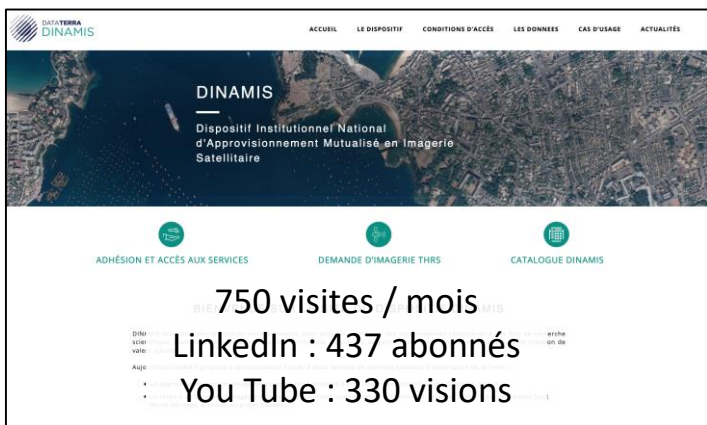 DATATERRA
DINAMIS
ACCUEIL LE DISPOSITIF CONDITIONS D'ACCÈS LES DONNEES CAS D'USAGE ACTUALITÉS
DINAMIS
Dispositif Institutionnel National
d'Approvisionnement Mutualisé en Imagerie
Satellitaire
ADHÉSION ET ACCÈS AUX SERVICES DEMANDE D'IMAGERIE THRS CATALOGUE DINAMIS
750 visites / mois
LinkedIn : 437 abonnés
You Tube : 330 visions